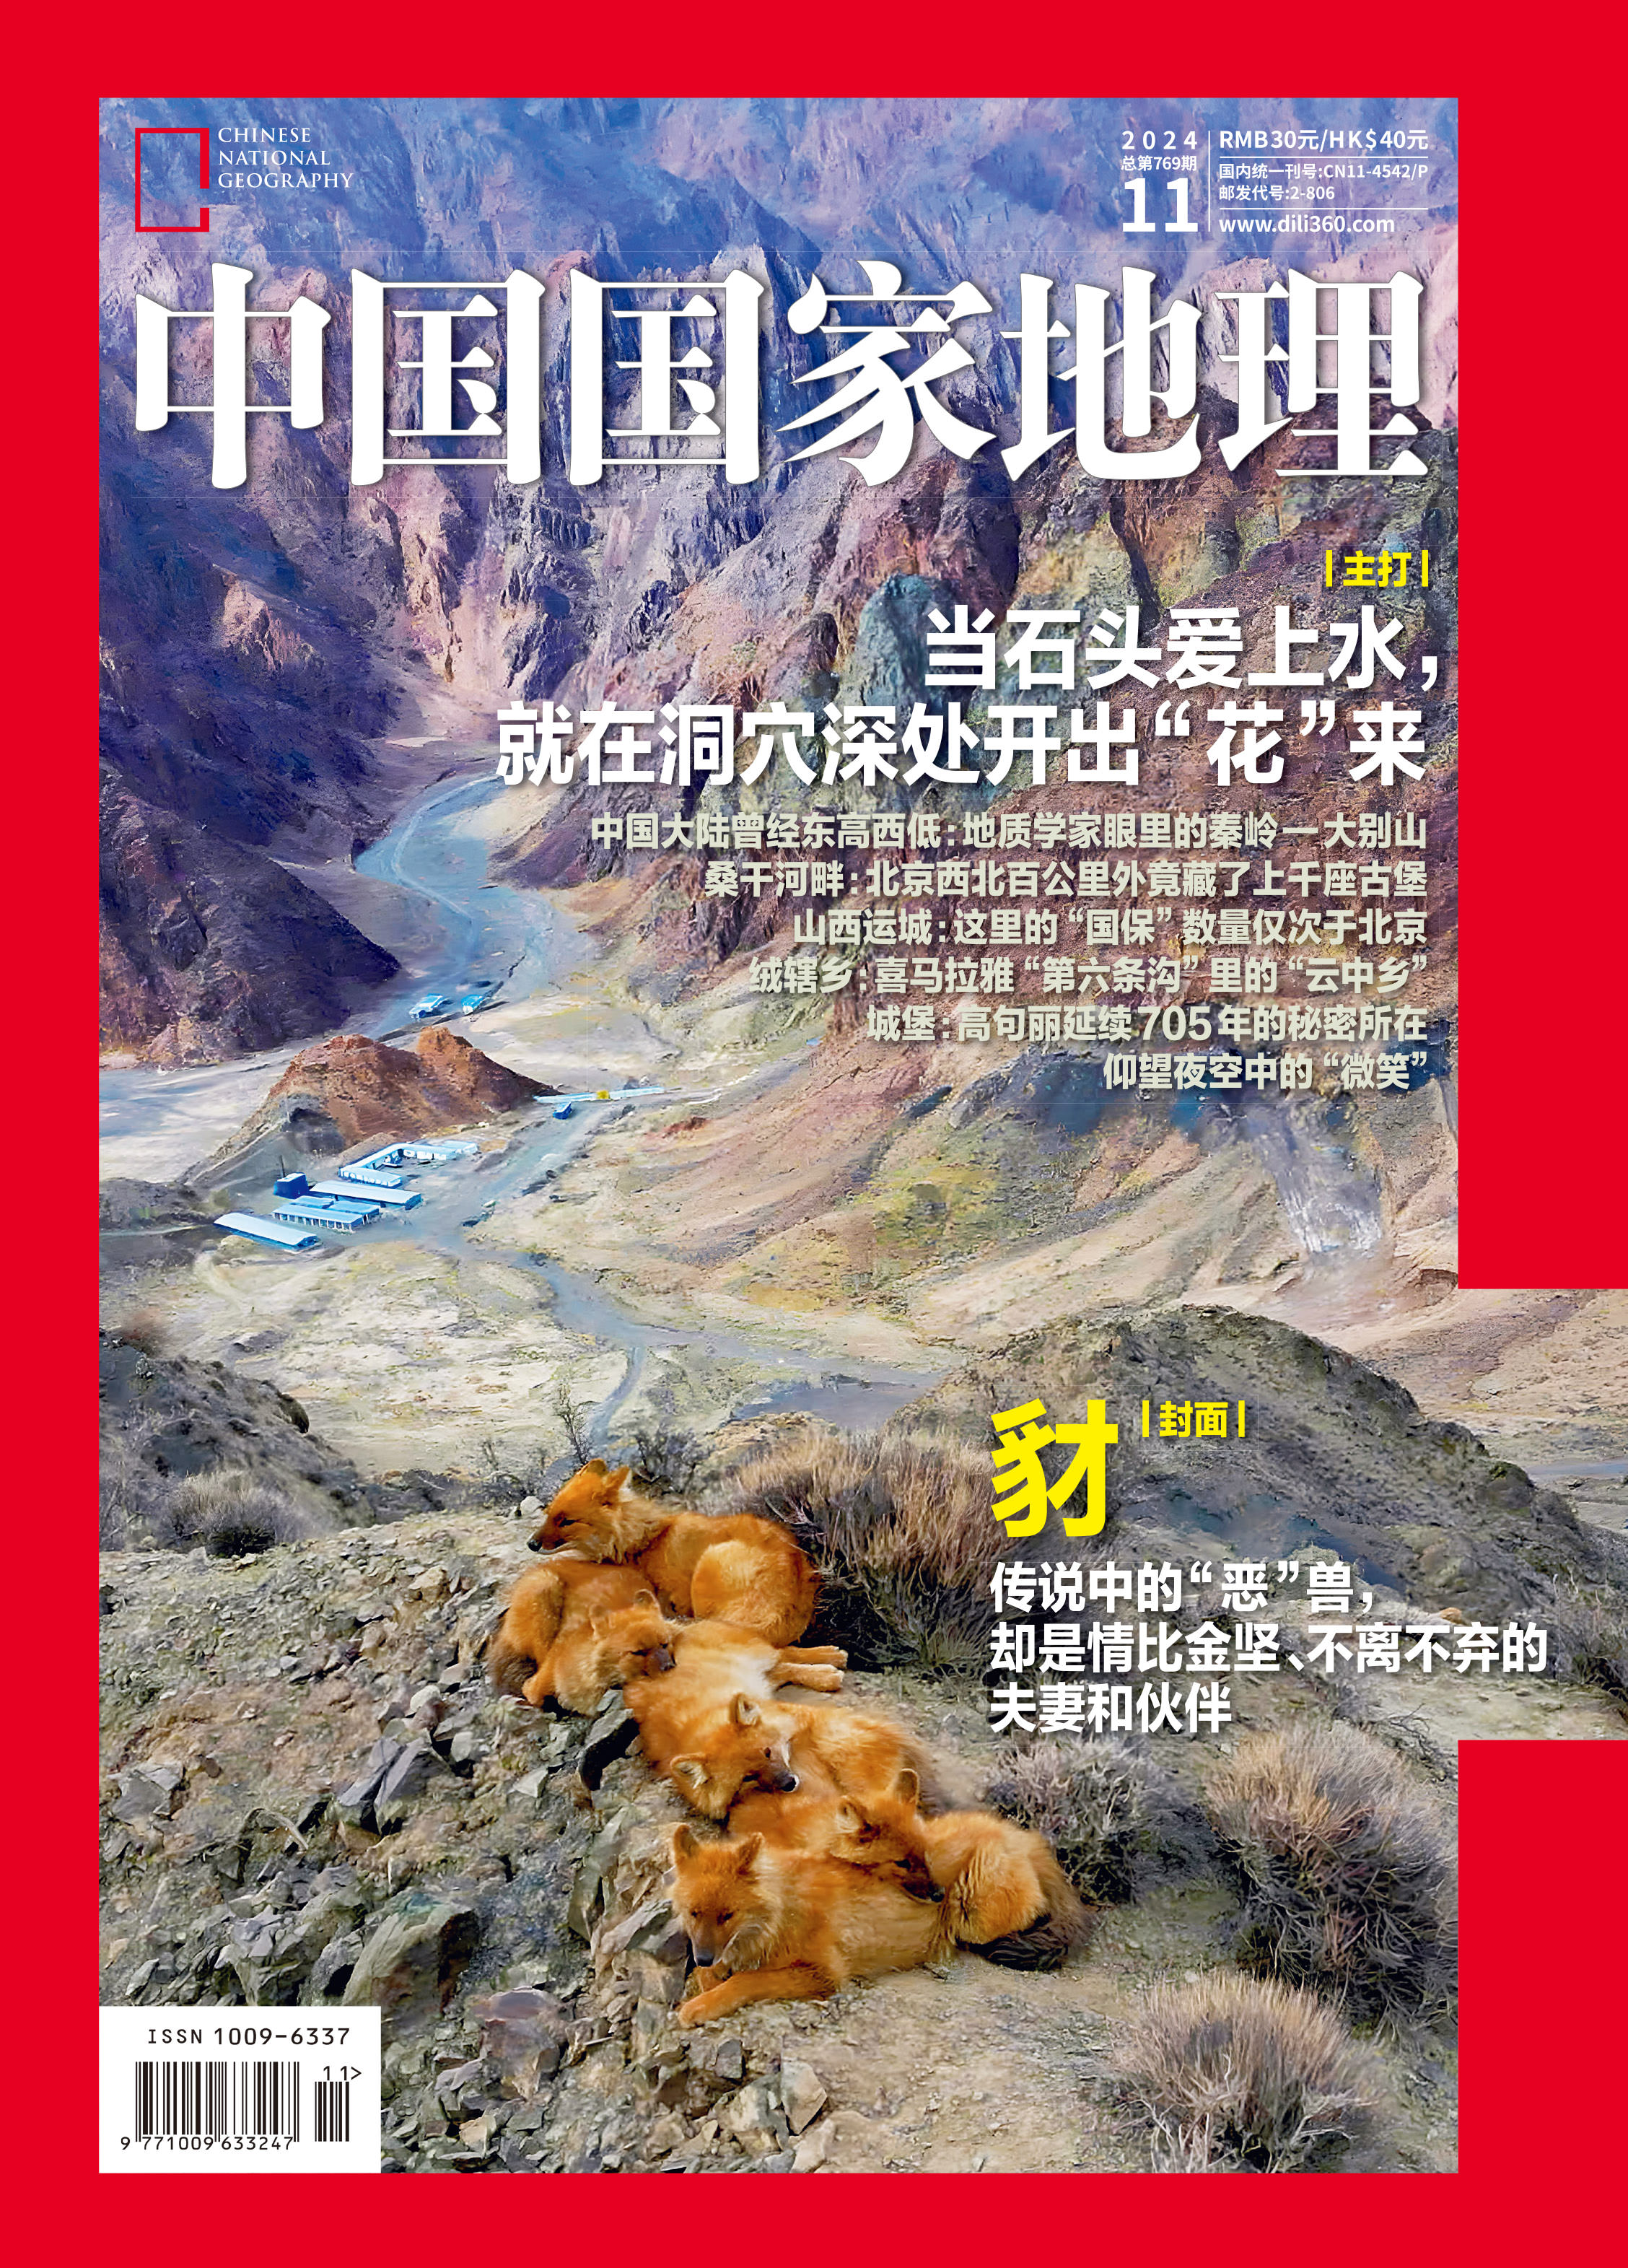 CHINESE
NATIONAL
GEOGRAPHY
2024
总第769期
11
RMB30元/HK$40元
国内统一刊号:CN11-4542/P
邮发代号:2-806
www.dili360.com
中国国家地理
|主打|
当石头爱上水，
就在洞穴深处开出“花”来
中国大陆曾经东高西低：地质学家眼里的秦岭—大别山
桑干河畔：北京西北百公里外竟藏了上千座古堡
山西运城：这里的“国保”数量仅次于北京
绒辖乡：喜马拉雅“第六条沟”里的“云中乡”
城堡：高句丽延续705年的秘密所在
仰望夜空中的“微笑”
豺 |封面|
传说中的“恶”兽，
却是情比金坚、不离不弃的
夫妻和伙伴
ISSN 1009-6337
11>
9 771009 633247